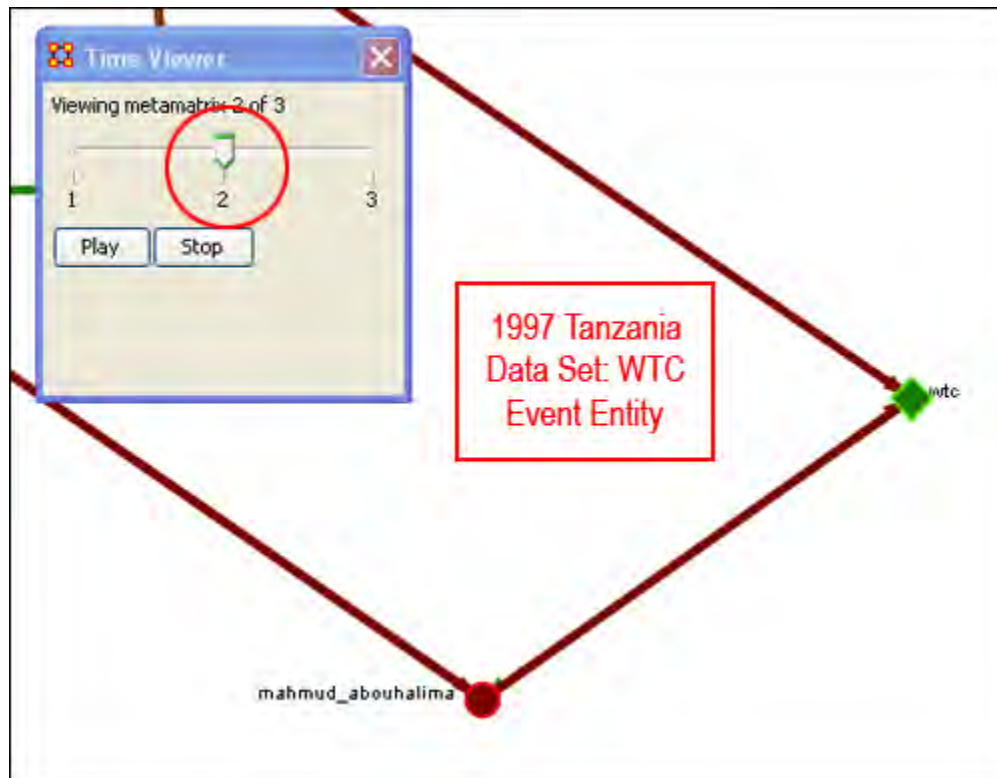 Time Viewer
Viewing metamatrix 2 of 3
1 2 3
Play Stop
1997 Tanzania
Data Set: WTC
Event Entity
wtc
mahmud_abouhalima